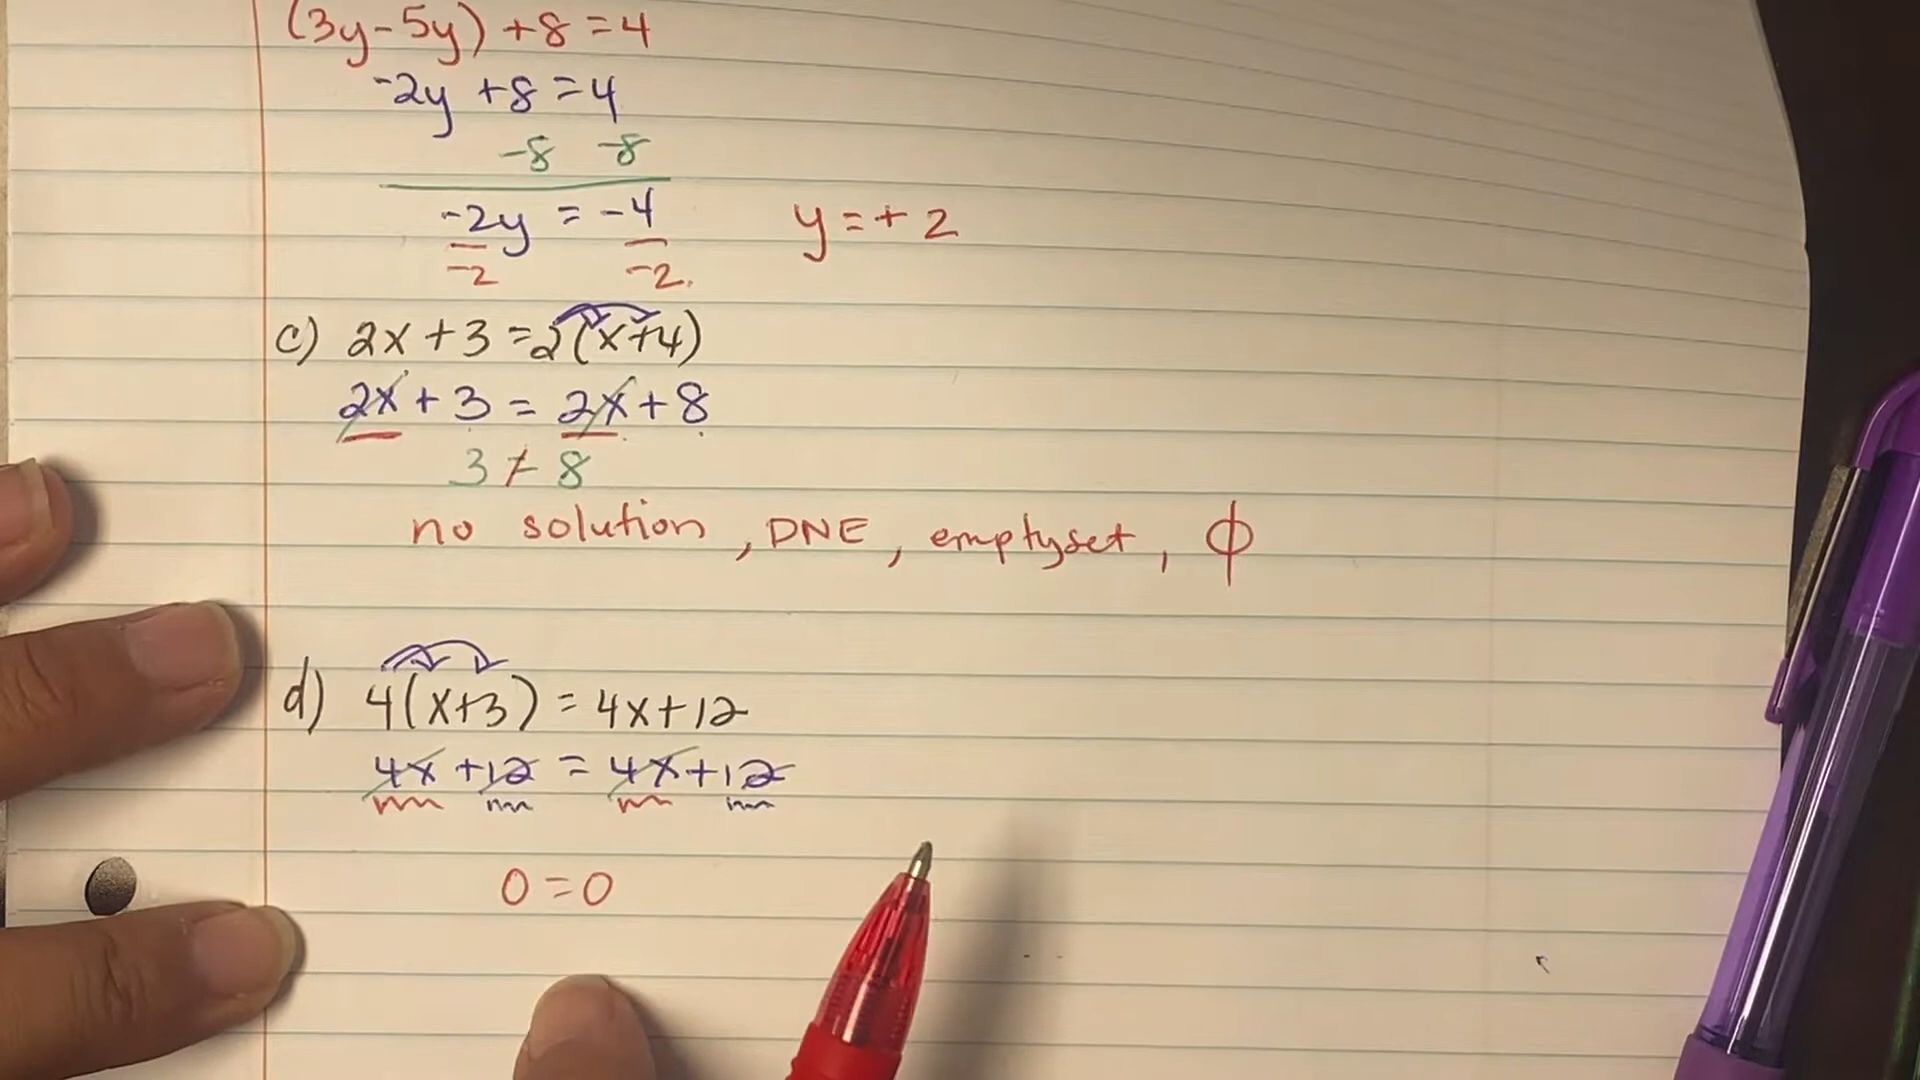 (3y-5y) +8 =4
-2y +8 =4
-8 -8
-2y = -4 y = + 2
-2 -2.
c) 2x + 3 = 2(x+4)
2x + 3 = 2x + 8
3 ≠ 8
no solution, DNE, emptyset, ϕ
d) 4(x+3) = 4x+12
4x +12 = 4x+12
0=0